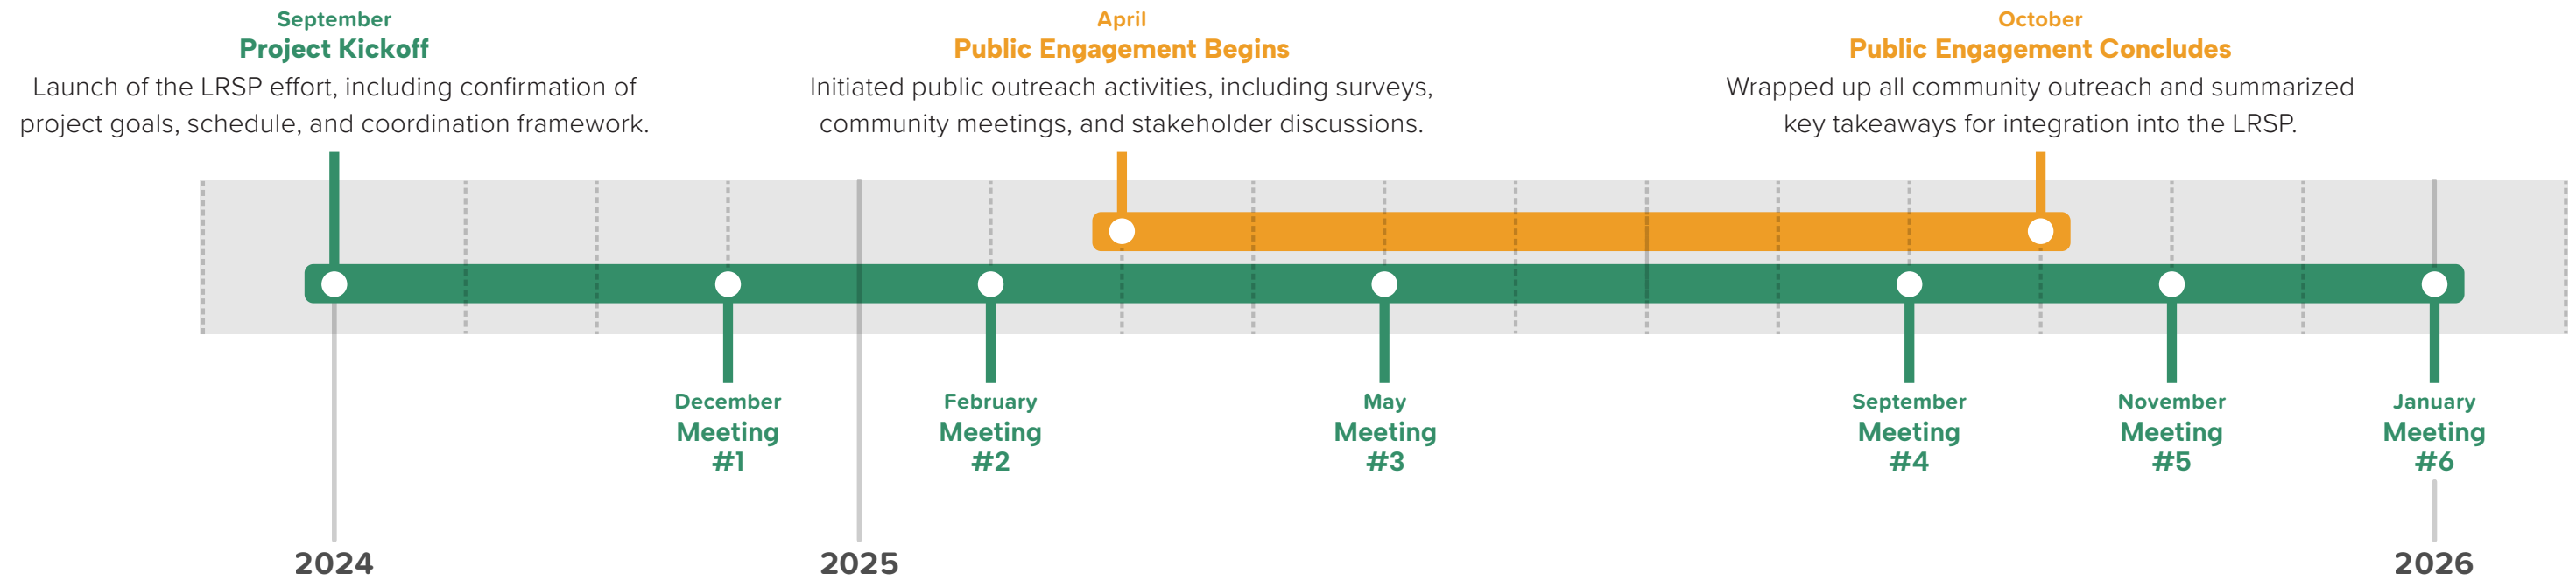 September
Project Kickoff
Launch of the LRSP effort, including confirmation of
project goals, schedule, and coordination framework.
April
Public Engagement Begins
Initiated public outreach activities, including surveys,
community meetings, and stakeholder discussions.
October
Public Engagement Concludes
Wrapped up all community outreach and summarized
key takeaways for integration into the LRSP.
December
Meeting
#1
February
Meeting
#2
May
Meeting
#3
September
Meeting
#4
November
Meeting
#5
January
Meeting
#6
2024
2025
2026